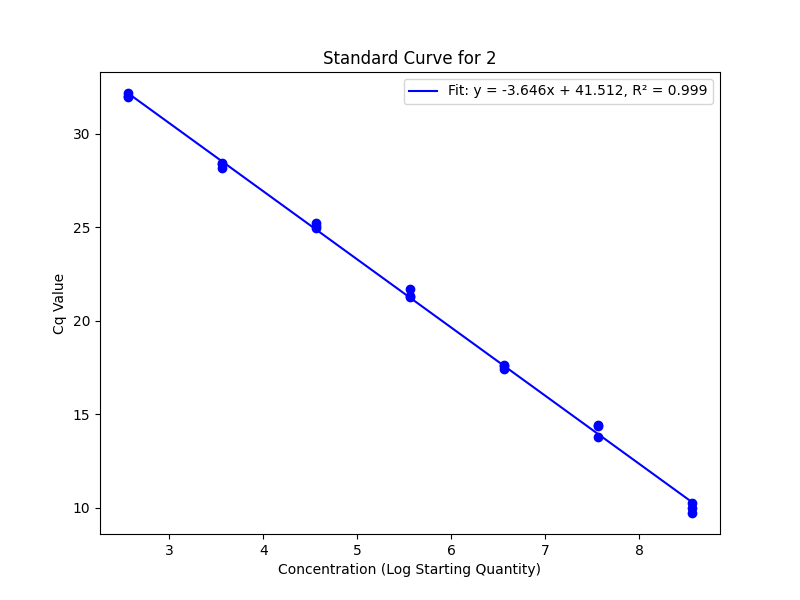 Standard Curve for 2
Fit: y = -3.646x + 41.512, R² = 0.999
Cq Value
30
25
20
15
10
3 4 5 6 7 8
Concentration (Log Starting Quantity)